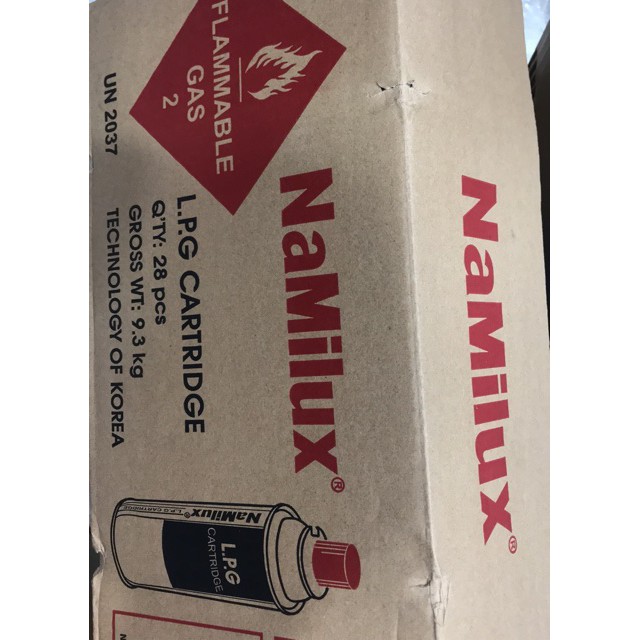 FLAMMABLE
GAS
2
UN 2037
NaMilux®
L.P.G CARTRIDGE
Q'TY: 28 pcs
GROSS WT: 9.3 kg
TECHNOLOGY OF KOREA
NaMilux®
L.P.G CARTRIDGE
L.P.G
CARTRIDGE
NaMilux®